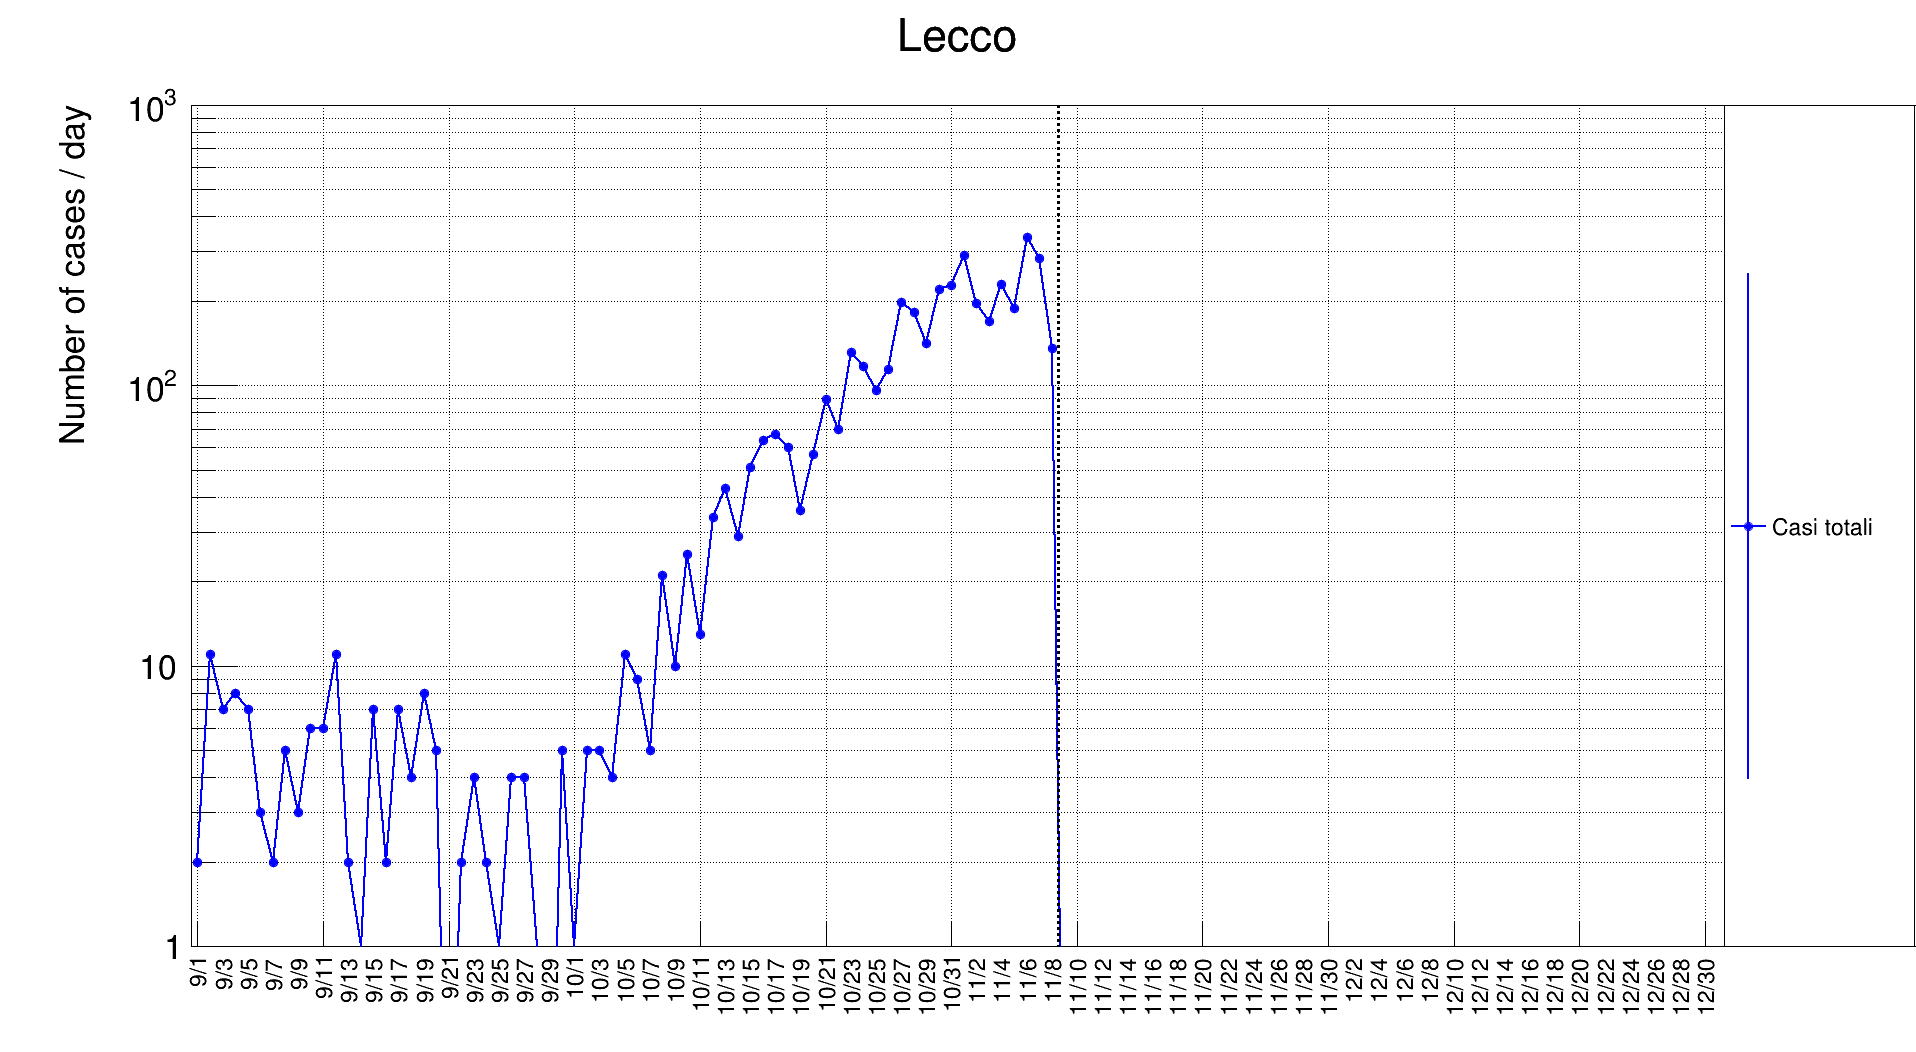 Lecco
Number of cases / day
10³
10²
10
1
9/1 9/3 9/5 9/7 9/9 9/11 9/13 9/15 9/17 9/19 9/21 9/23 9/25 9/27 9/29 10/1 10/3 10/5 10/7 10/9 10/11 10/13 10/15 10/17 10/19 10/21 10/23 10/25 10/27 10/29 10/31 11/2 11/4 11/6 11/8 11/10 11/12 11/14 11/16 11/18 11/20 11/22 11/24 11/26 11/28 11/30 12/2 12/4 12/6 12/8 12/10 12/12 12/14 12/16 12/18 12/20 12/22 12/24 12/26 12/28 12/30
Casi totali